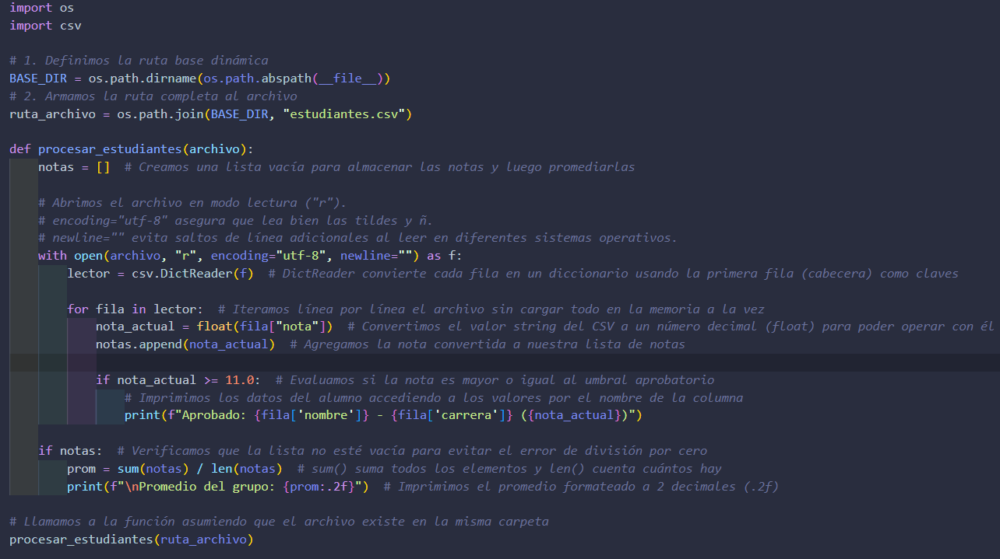 import os
import csv
# 1. Definimos la ruta base dinámica
BASE_DIR = os.path.dirname(os.path.abspath(__file__))
# 2. Armamos la ruta completa al archivo
ruta_archivo = os.path.join(BASE_DIR, "estudiantes.csv")
def procesar_estudiantes(archivo):
    notas = []  # Creamos una lista vacía para almacenar las notas y luego promediarlas
    # Abrimos el archivo en modo lectura ("r").
    # encoding="utf-8" asegura que lea bien las tildes y ñ.
    # newline="" evita saltos de línea adicionales al leer en diferentes sistemas operativos.
    with open(archivo, "r", encoding="utf-8", newline="") as f:
        lector = csv.DictReader(f)  # DictReader convierte cada fila en un diccionario usando la primera fila (cabecera) como claves
        for fila in lector:  # Iteramos línea por línea el archivo sin cargar todo en la memoria a la vez
            nota_actual = float(fila["nota"])  # Convertimos el valor string del CSV a un número decimal (float) para poder operar con él
            notas.append(nota_actual)  # Agregamos la nota convertida a nuestra lista de notas
            if nota_actual >= 11.0:  # Evaluamos si la nota es mayor o igual al umbral aprobatorio
                # Imprimimos los datos del alumno accediendo a los valores por el nombre de la columna
                print(f"Aprobado: {fila['nombre']} - {fila['carrera']} ({nota_actual})")
    if notas:  # Verificamos que la lista no esté vacía para evitar el error de división por cero
        prom = sum(notas) / len(notas)  # sum() suma todos los elementos y len() cuenta cuántos hay
        print(f"\nPromedio del grupo: {prom:.2f}")  # Imprimimos el promedio formateado a 2 decimales (.2f)
# Llamamos a la función asumiendo que el archivo existe en la misma carpeta
procesar_estudiantes(ruta_archivo)